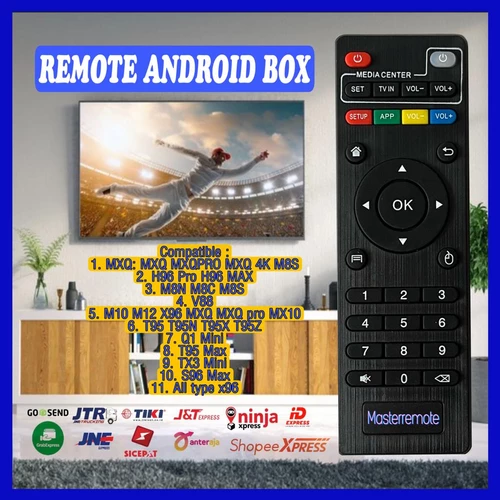 REMOTE ANDROID BOX
MEDIA CENTER
SET TV IN VOL- VOL+
SETUP APP VOL- VOL+
OK
1 2 3
4 5 6
7 8 9
0
Masterremote
Compatible :
1. MXQ: MXQ MXQPRO MXQ 4K M8S
2. H96 Pro H96 MAX
3. M8N M8C M8S
4. V88
5. M10 M12 X96 MXQ MXQ pro MX10
6. T95 T95N T95X T95Z
7. Q1 Mini
8. T95 Max
9. TX3 Mini
10. S96 Max
11. All type x96
GO SEND JTR TRUCKING TIKI J&T EXPRESS ninja xpress iD EXPRESS
GrabExpress JNE EXPRESS SICEPAT anteraja Shopee XPRESS